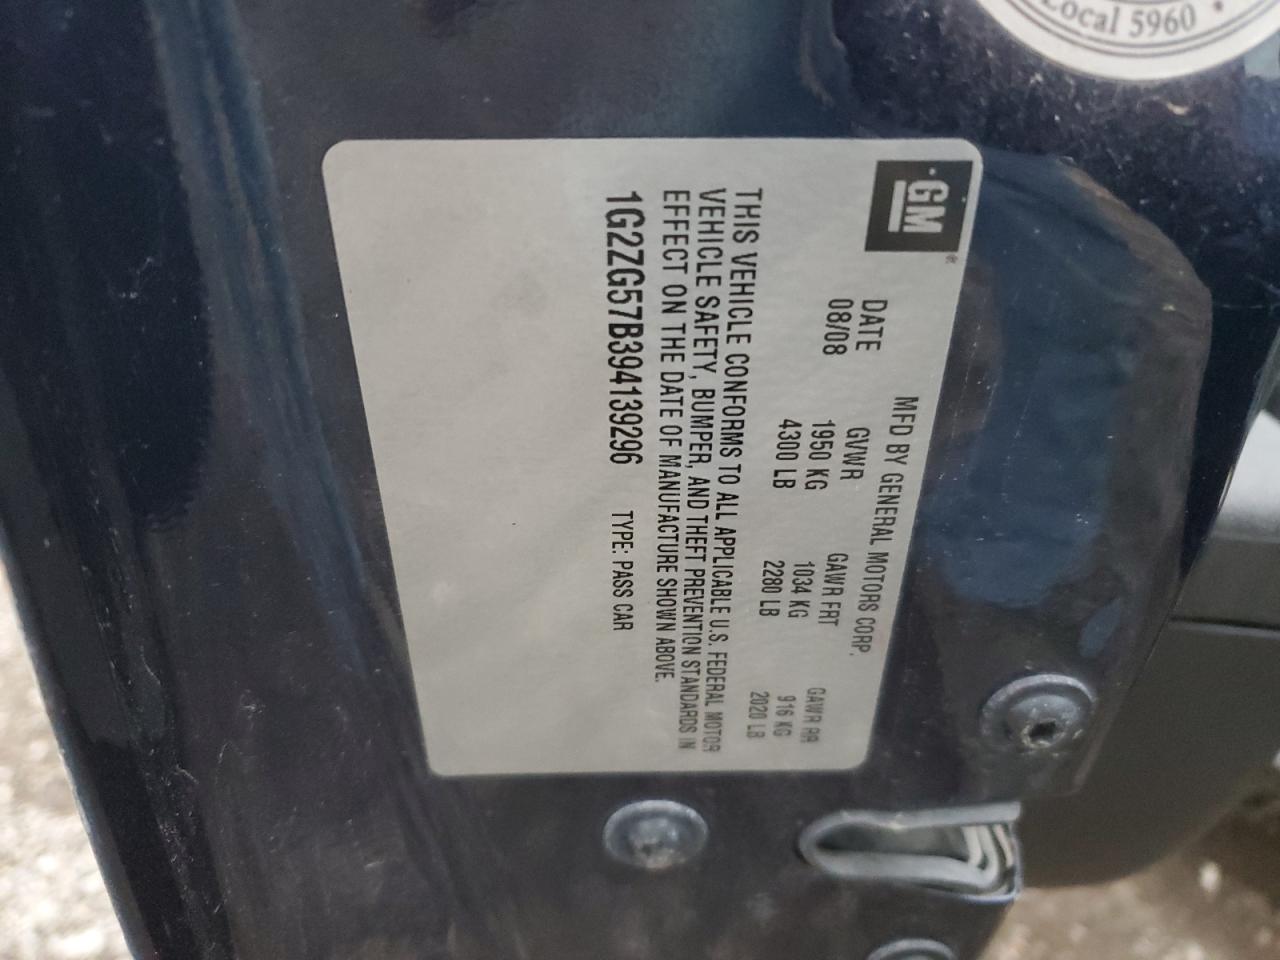 Local 5960 •
GM
MFD BY GENERAL MOTORS CORP.
DATE GVWR GAWR FRT GAWR RR
08/08 1950 KG 1034 KG 916 KG
4300 LB 2280 LB 2020 LB
THIS VEHICLE CONFORMS TO ALL APPLICABLE U.S. FEDERAL MOTOR
VEHICLE SAFETY, BUMPER, AND THEFT PREVENTION STANDARDS IN
EFFECT ON THE DATE OF MANUFACTURE SHOWN ABOVE.
1G2ZG57B394139296 TYPE: PASS CAR